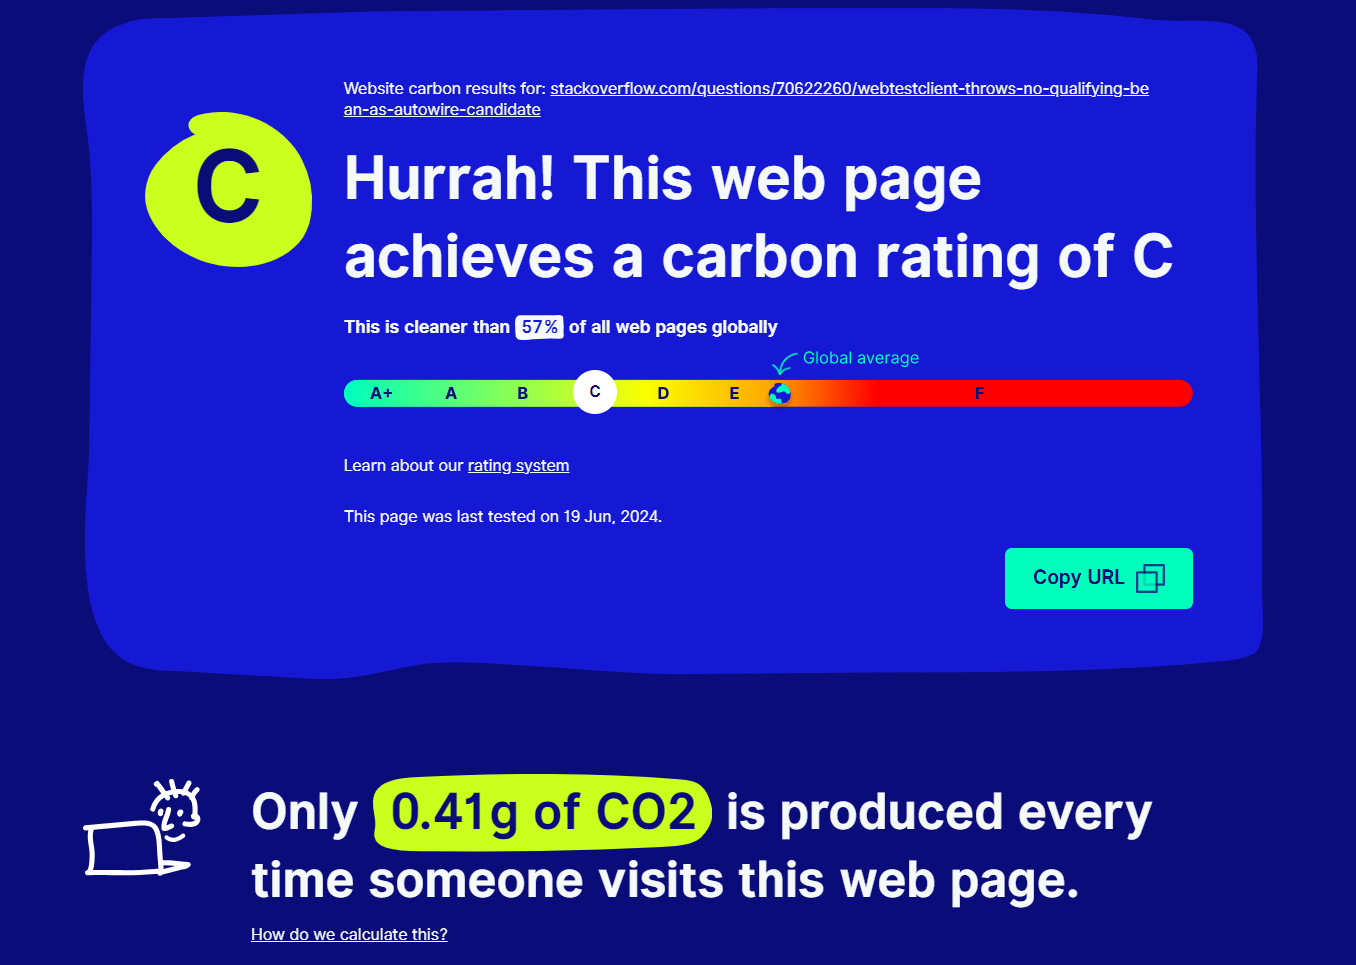 C
Website carbon results for: stackoverflow.com/questions/70622260/webtestclient-throws-no-qualifying-be
an-as-autowire-candidate
Hurrah! This web page
achieves a carbon rating of C
This is cleaner than 57% of all web pages globally
Global average
A+ A B C D E F
Learn about our rating system
This page was last tested on 19 Jun, 2024.
Copy URL
Only 0.41g of CO2 is produced every
time someone visits this web page.
How do we calculate this?